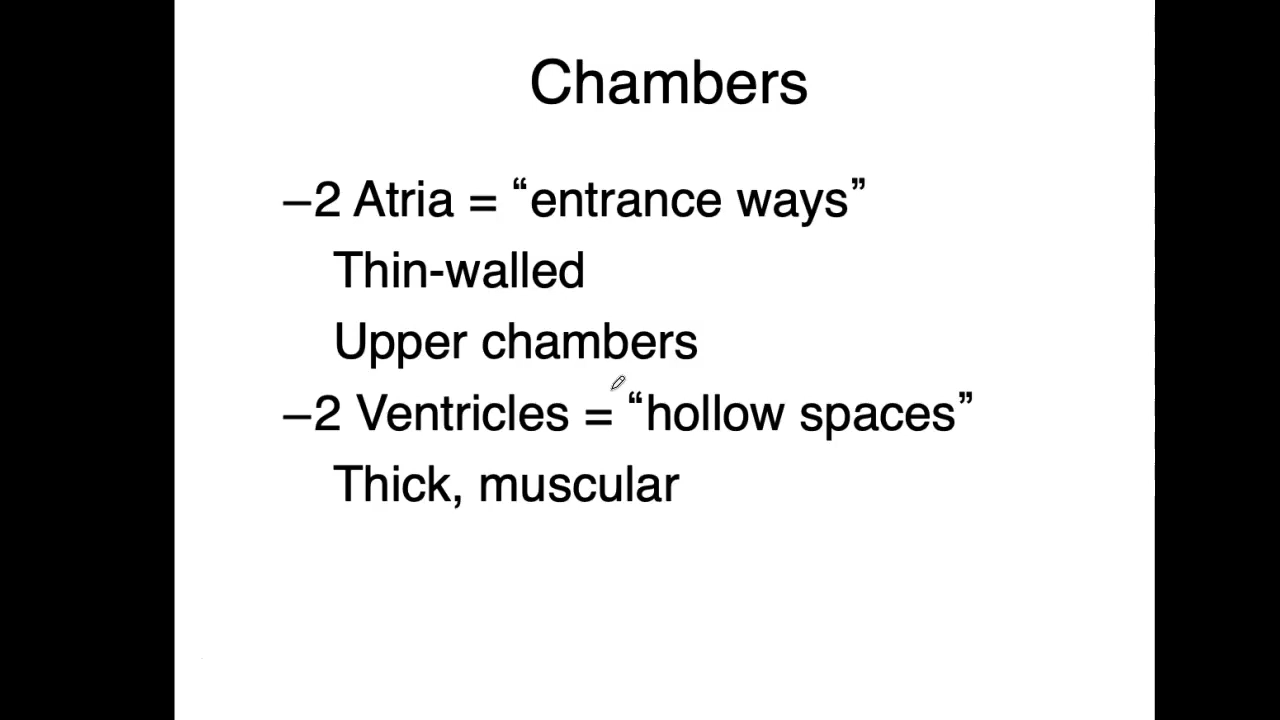 Chambers
–2 Atria = “entrance ways”
Thin-walled
Upper chambers
–2 Ventricles = “hollow spaces”
Thick, muscular